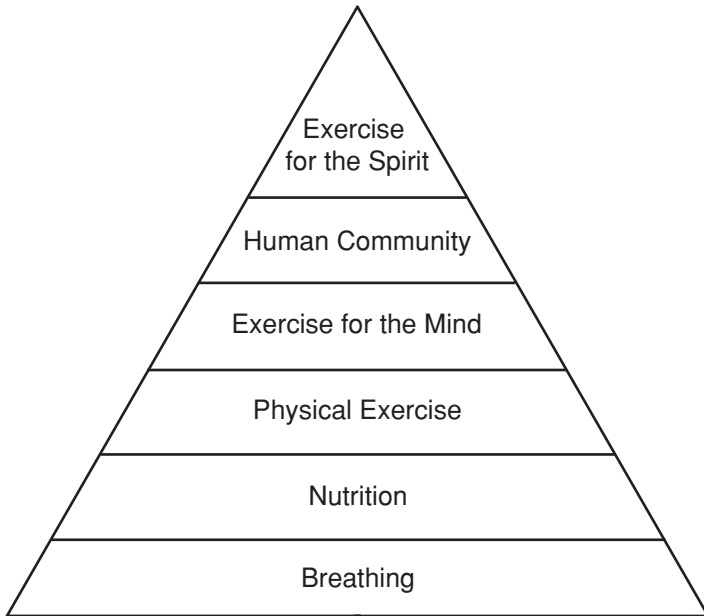 Exercise
for the Spirit
Human Community
Exercise for the Mind
Physical Exercise
Nutrition
Breathing